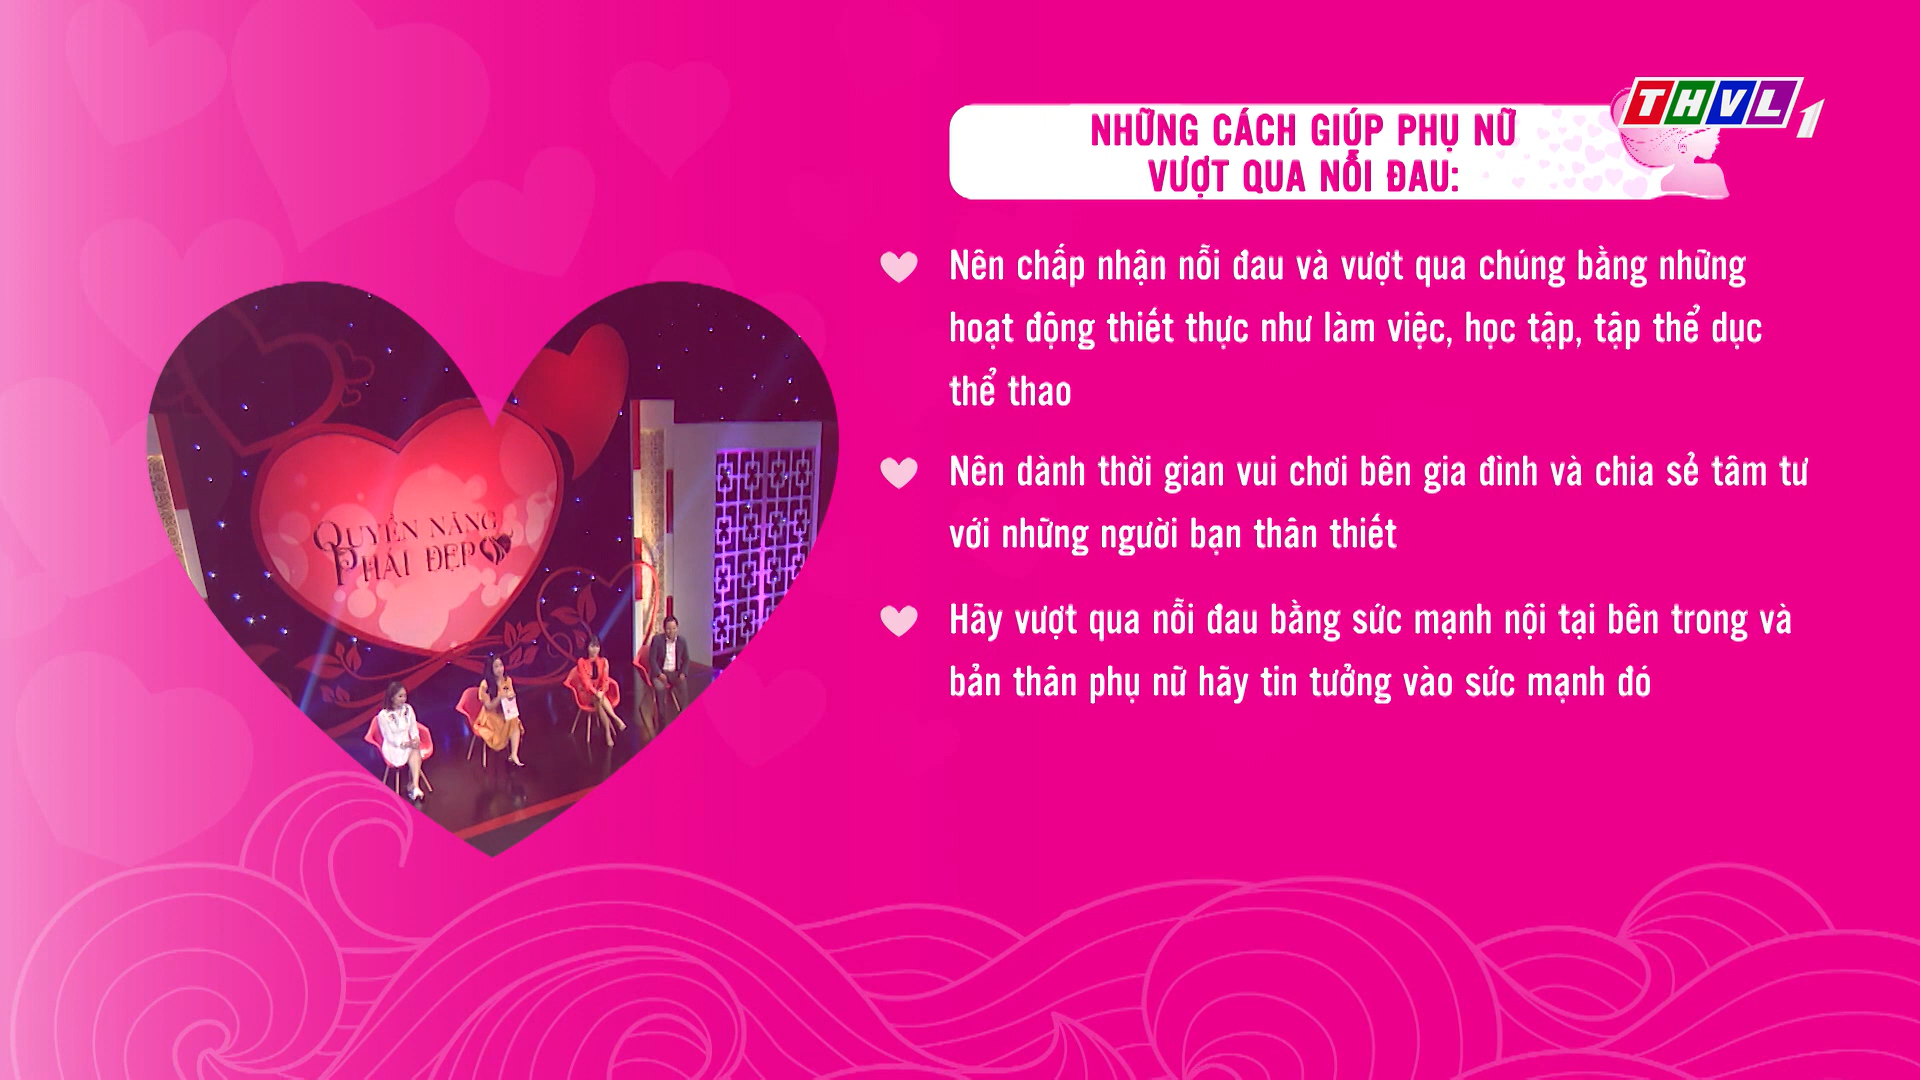 THVL1
NHỮNG CÁCH GIÚP PHỤ NỮ
VƯỢT QUA NỖI ĐAU:
Nên chấp nhận nỗi đau và vượt qua chúng bằng những
hoạt động thiết thực như làm việc, học tập, tập thể dục
thể thao
Nên dành thời gian vui chơi bên gia đình và chia sẻ tâm tư
với những người bạn thân thiết
Hãy vượt qua nỗi đau bằng sức mạnh nội tại bên trong và
bản thân phụ nữ hãy tin tưởng vào sức mạnh đó
QUYỀN NĂNG
PHÁI ĐẸP